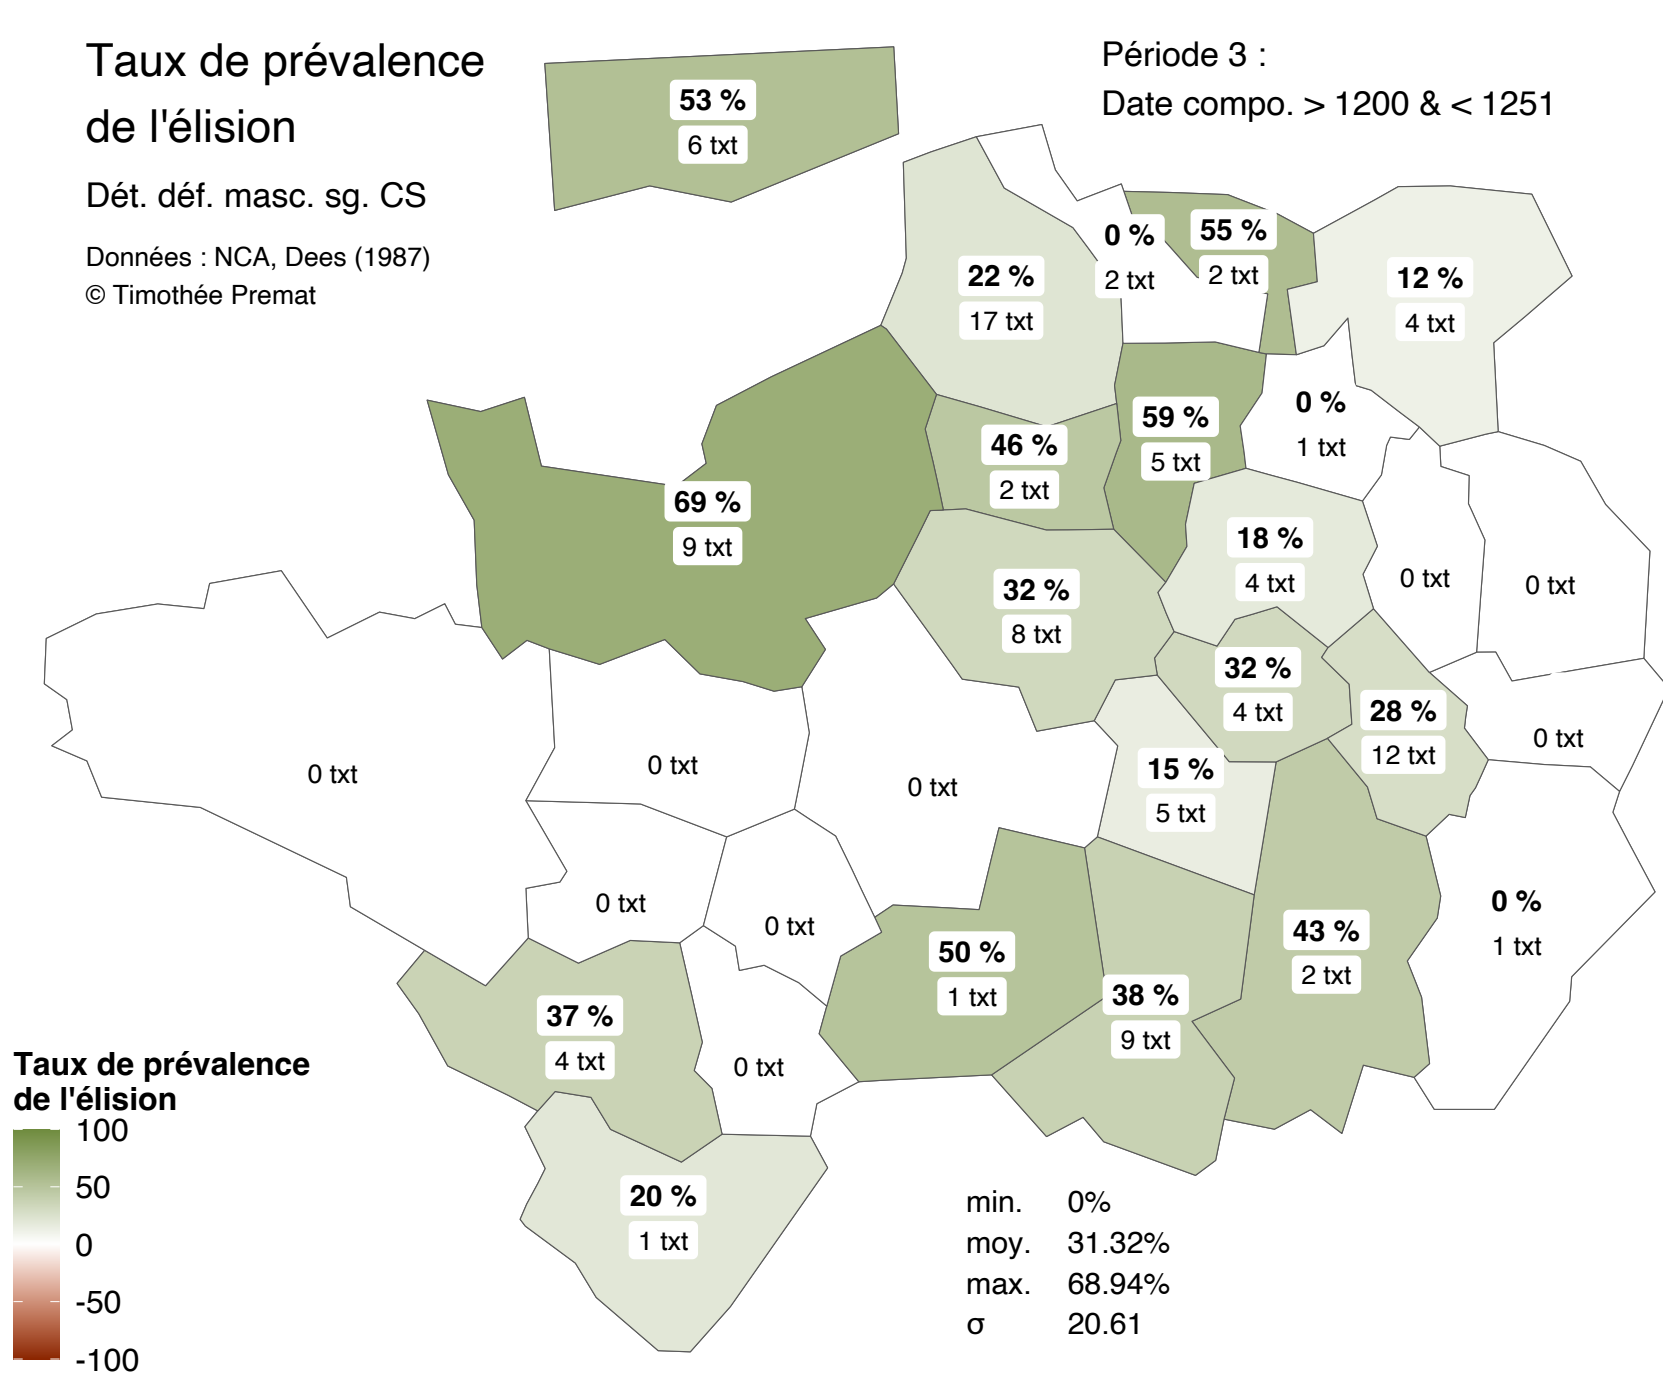 Taux de prévalence
de l'élision
Dét. déf. masc. sg. CS
Données : NCA, Dees (1987)
© Timothée Premat
Période 3 :
Date compo. > 1200 & < 1251
53 %
6 txt
0 %
2 txt
55 %
2 txt
22 %
17 txt
12 %
4 txt
59 %
5 txt
0 %
1 txt
46 %
2 txt
69 %
9 txt
18 %
4 txt
32 %
8 txt
0 txt
0 txt
32 %
4 txt
28 %
12 txt
0 txt
0 txt
0 txt
0 txt
15 %
5 txt
0 txt
0 txt
50 %
1 txt
38 %
9 txt
43 %
2 txt
0 %
1 txt
37 %
4 txt
0 txt
20 %
1 txt
Taux de prévalence
de l'élision
100
50
0
-50
-100
min. 0%
moy. 31.32%
max. 68.94%
σ 20.61